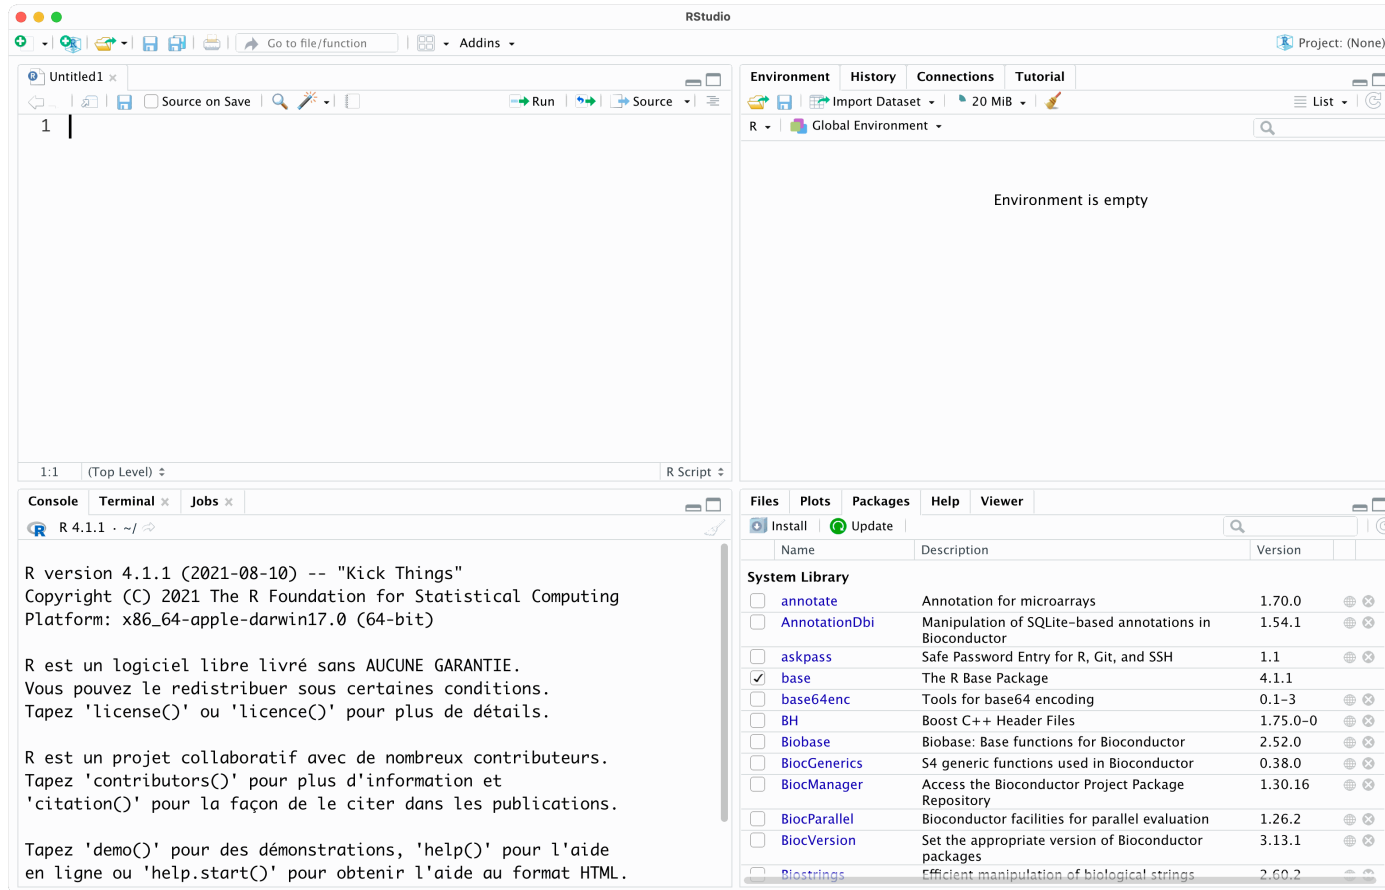 RStudio
Go to file/function
Addins
Project: (None)
Untitled1
Source on Save
Run
Source
1
1:1 (Top Level)
R Script
Environment History Connections Tutorial
Import Dataset 20 MiB List
R Global Environment
Environment is empty
Console Terminal Jobs
R 4.1.1 · ~/
R version 4.1.1 (2021-08-10) -- "Kick Things"
Copyright (C) 2021 The R Foundation for Statistical Computing
Platform: x86_64-apple-darwin17.0 (64-bit)
R est un logiciel libre livré sans AUCUNE GARANTIE.
Vous pouvez le redistribuer sous certaines conditions.
Tapez 'license()' ou 'licence()' pour plus de détails.
R est un projet collaboratif avec de nombreux contributeurs.
Tapez 'contributors()' pour plus d'information et
'citation()' pour la façon de le citer dans les publications.
Tapez 'demo()' pour des démonstrations, 'help()' pour l'aide
en ligne ou 'help.start()' pour obtenir l'aide au format HTML.
Files Plots Packages Help Viewer
Install Update
Name Description Version
System Library
annotate Annotation for microarrays 1.70.0
AnnotationDbi Manipulation of SQLite-based annotations in 1.54.1
Bioconductor
askpass Safe Password Entry for R, Git, and SSH 1.1
base The R Base Package 4.1.1
base64enc Tools for base64 encoding 0.1-3
BH Boost C++ Header Files 1.75.0-0
Biobase Biobase: Base functions for Bioconductor 2.52.0
BiocGenerics S4 generic functions used in Bioconductor 0.38.0
BiocManager Access the Bioconductor Project Package 1.30.16
Repository
BiocParallel Bioconductor facilities for parallel evaluation 1.26.2
BiocVersion Set the appropriate version of Bioconductor 3.13.1
packages
Biostrings Efficient manipulation of biological strings 2.60.2